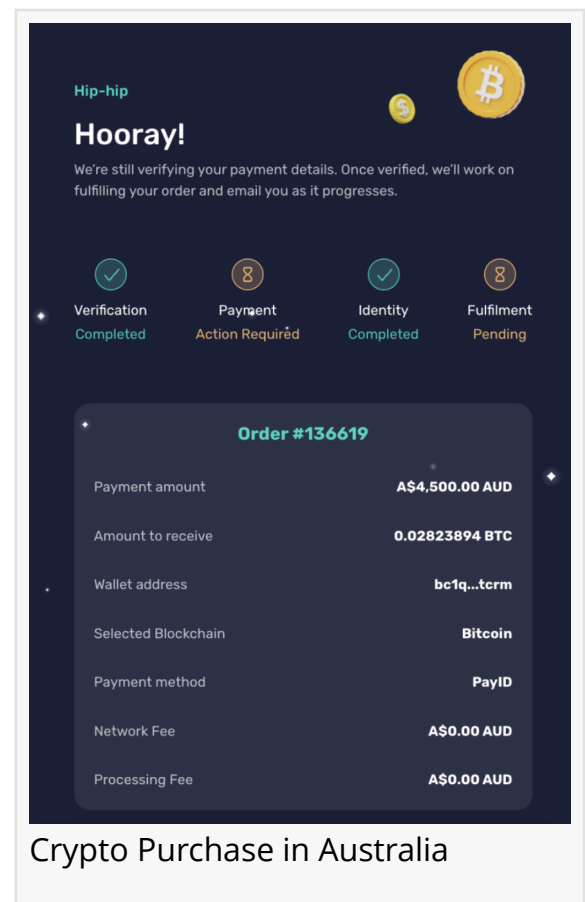 Hip-hip
Hooray!
We're still verifying your payment details. Once verified, we'll work on
fulfilling your order and email you as it progresses.
Verification Payment Identity Fulfilment
Completed Action Required Completed Pending
Order #136619
Payment amount A$4,500.00 AUD
Amount to receive 0.02823894 BTC
Wallet address bc1q...tcrm
Selected Blockchain Bitcoin
Payment method PayID
Network Fee A$0.00 AUD
Processing Fee A$0.00 AUD
Crypto Purchase in Australia